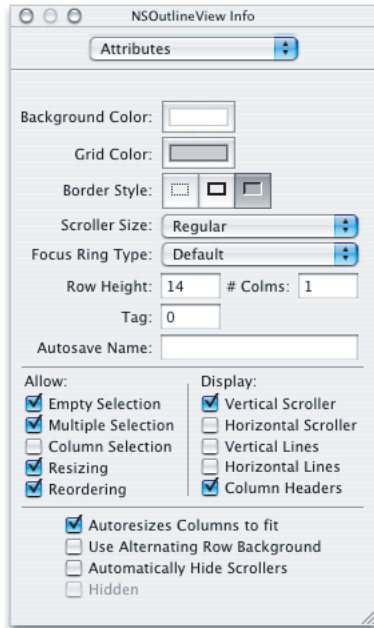 NSOutlineView Info
Attributes
Background Color:
Grid Color:
Border Style:
Scroller Size: Regular
Focus Ring Type: Default
Row Height: 14 # Colms: 1
Tag: 0
Autosave Name:
Allow:
Empty Selection
Multiple Selection
Column Selection
Resizing
Reordering
Display:
Vertical Scroller
Horizontal Scroller
Vertical Lines
Horizontal Lines
Column Headers
Autoresizes Columns to fit
Use Alternating Row Background
Automatically Hide Scrollers
Hidden